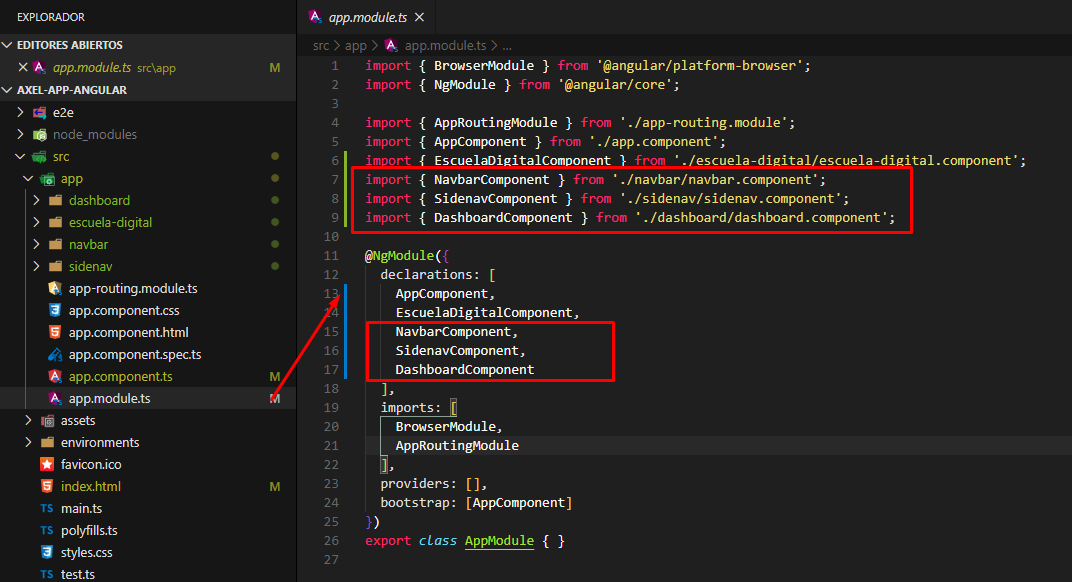 EXPLORADOR
EDITORES ABIERTOS
app.module.ts src\app M
AXEL-APP-ANGULAR
e2e
node_modules
src
app
dashboard
escuela-digital
navbar
sidenav
app-routing.module.ts
app.component.css
app.component.html
app.component.spec.ts
app.component.ts M
app.module.ts M
assets
environments
favicon.ico
index.html M
TS main.ts
TS polyfills.ts
styles.css
TS test.ts
app.module.ts
src > app > app.module.ts > ...
1 import { BrowserModule } from '@angular/platform-browser';
2 import { NgModule } from '@angular/core';
3
4 import { AppRoutingModule } from './app-routing.module';
5 import { AppComponent } from './app.component';
6 import { EscuelaDigitalComponent } from './escuela-digital/escuela-digital.component';
7 import { NavbarComponent } from './navbar/navbar.component';
8 import { SidenavComponent } from './sidenav/sidenav.component';
9 import { DashboardComponent } from './dashboard/dashboard.component';
10
11 @NgModule({
12 declarations: [
13 AppComponent,
14 EscuelaDigitalComponent,
15 NavbarComponent,
16 SidenavComponent,
17 DashboardComponent
18 ],
19 imports: [
20 BrowserModule,
21 AppRoutingModule
22 ],
23 providers: [],
24 bootstrap: [AppComponent]
25 })
26 export class AppModule { }
27